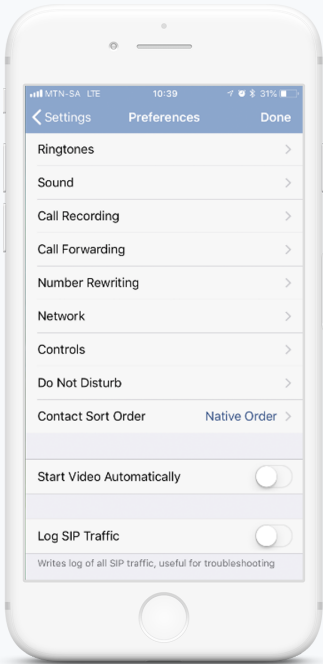 MTN-SA LTE 10:39 31%
Settings Preferences Done
Ringtones
Sound
Call Recording
Call Forwarding
Number Rewriting
Network
Controls
Do Not Disturb
Contact Sort Order Native Order
Start Video Automatically
Log SIP Traffic
Writes log of all SIP traffic, useful for troubleshooting